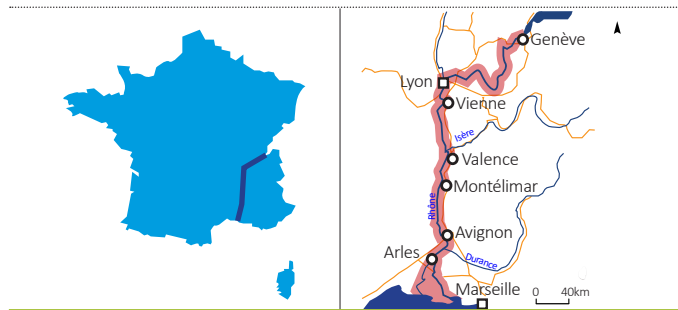 Genève
Lyon
Vienne
Isère
Valence
Montélimar
Rhône
Avignon
Arles
Durance
Marseille
0 40km